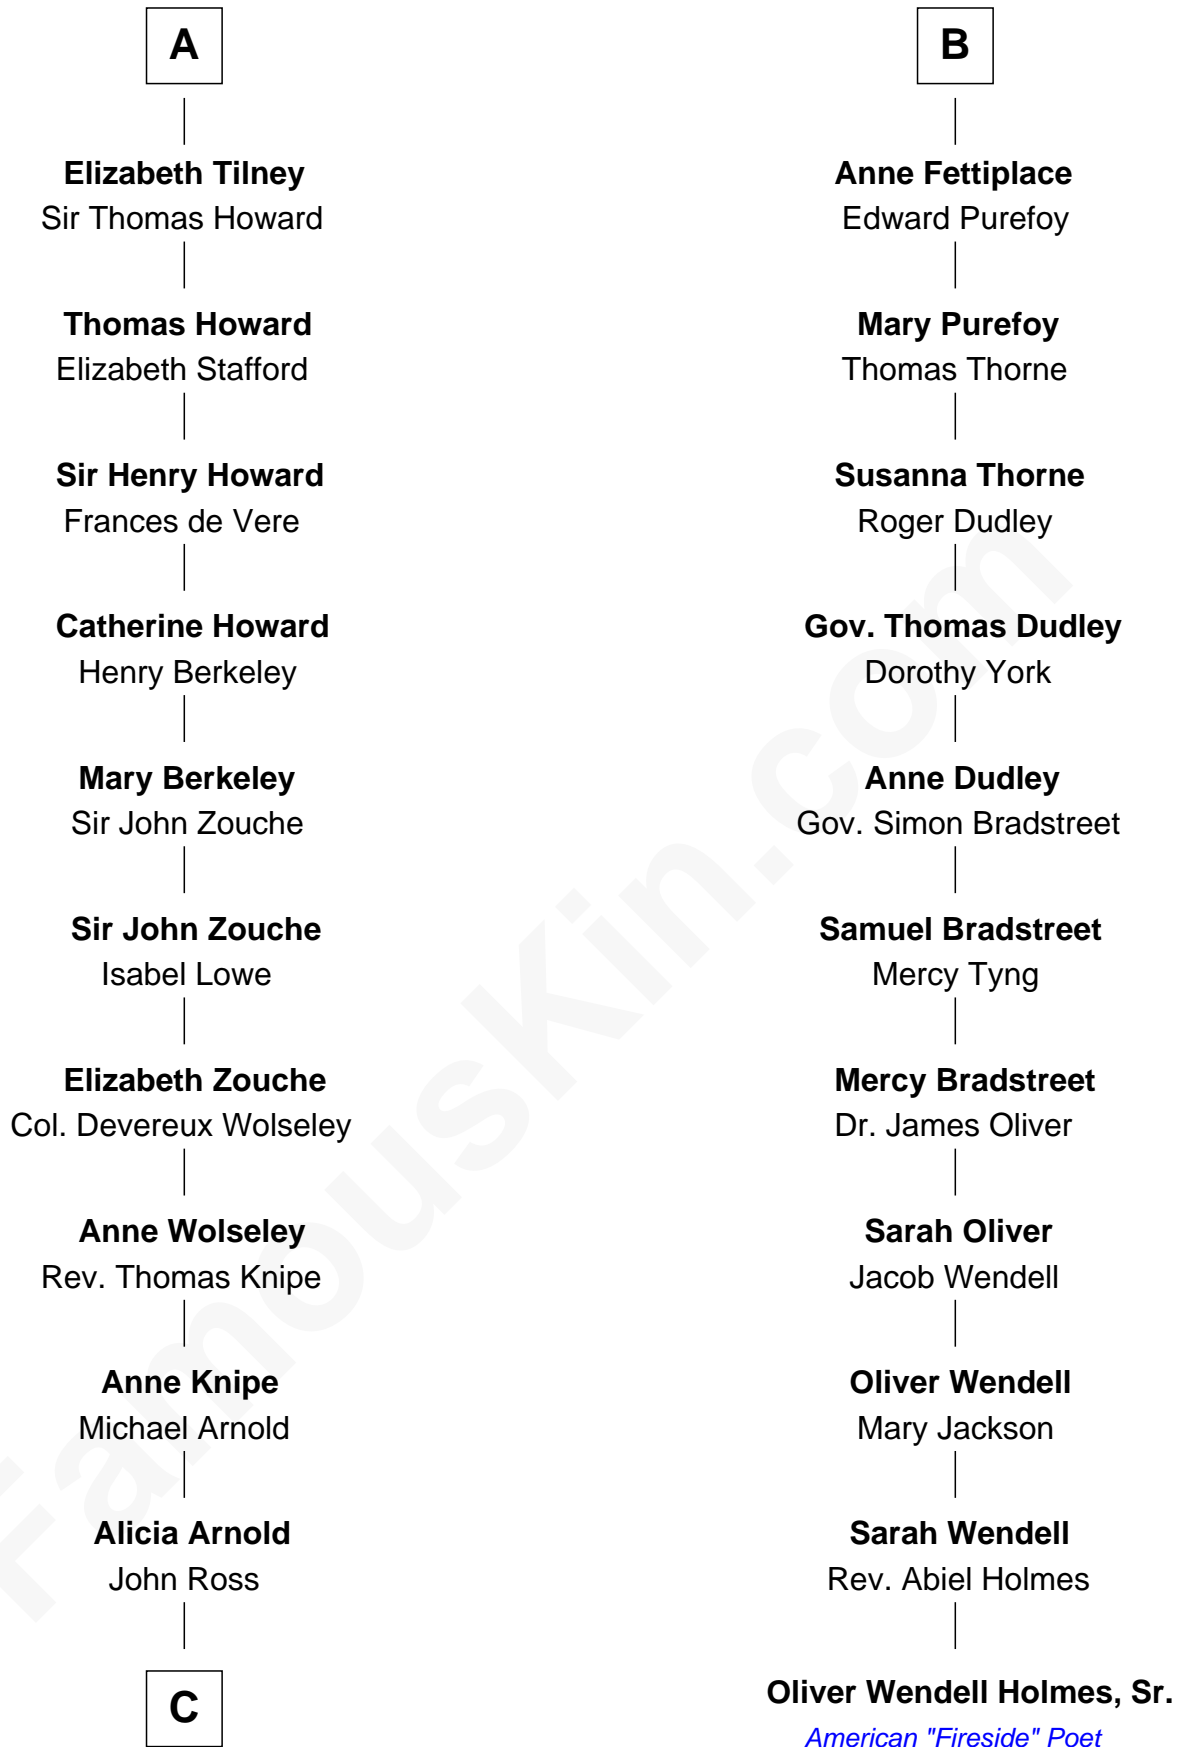 A
Elizabeth Tilney
Sir Thomas Howard
Thomas Howard
Elizabeth Stafford
Sir Henry Howard
Frances de Vere
Catherine Howard
Henry Berkeley
Mary Berkeley
Sir John Zouche
Sir John Zouche
Isabel Lowe
Elizabeth Zouche
Col. Devereux Wolseley
Anne Wolseley
Rev. Thomas Knipe
Anne Knipe
Michael Arnold
Alicia Arnold
John Ross
C
B
Anne Fettiplace
Edward Purefoy
Mary Purefoy
Thomas Thorne
Susanna Thorne
Roger Dudley
Gov. Thomas Dudley
Dorothy York
Anne Dudley
Gov. Simon Bradstreet
Samuel Bradstreet
Mercy Tyng
Mercy Bradstreet
Dr. James Oliver
Sarah Oliver
Jacob Wendell
Oliver Wendell
Mary Jackson
Sarah Wendell
Rev. Abiel Holmes
Oliver Wendell Holmes, Sr.
American "Fireside" Poet
FamousKin.com